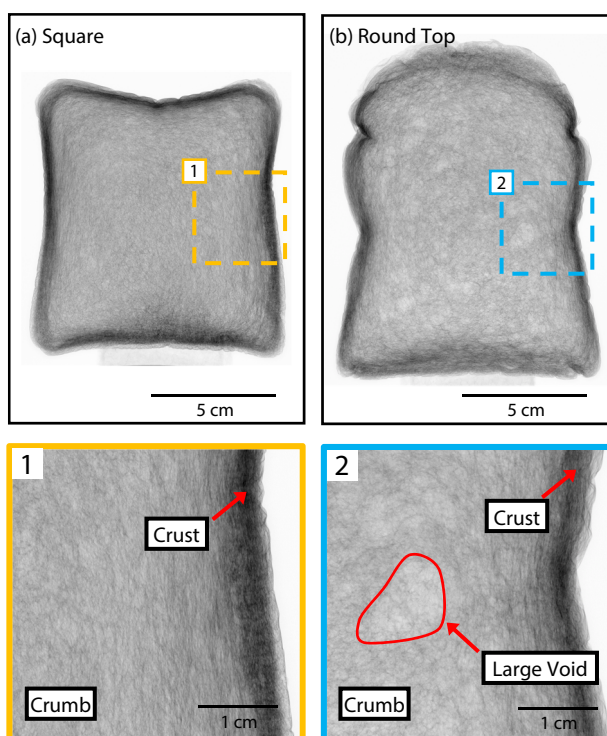 (a) Square
(b) Round Top
1
2
5 cm
5 cm
1
2
Crust
Crust
Large Void
Crumb
1 cm
Crumb
1 cm